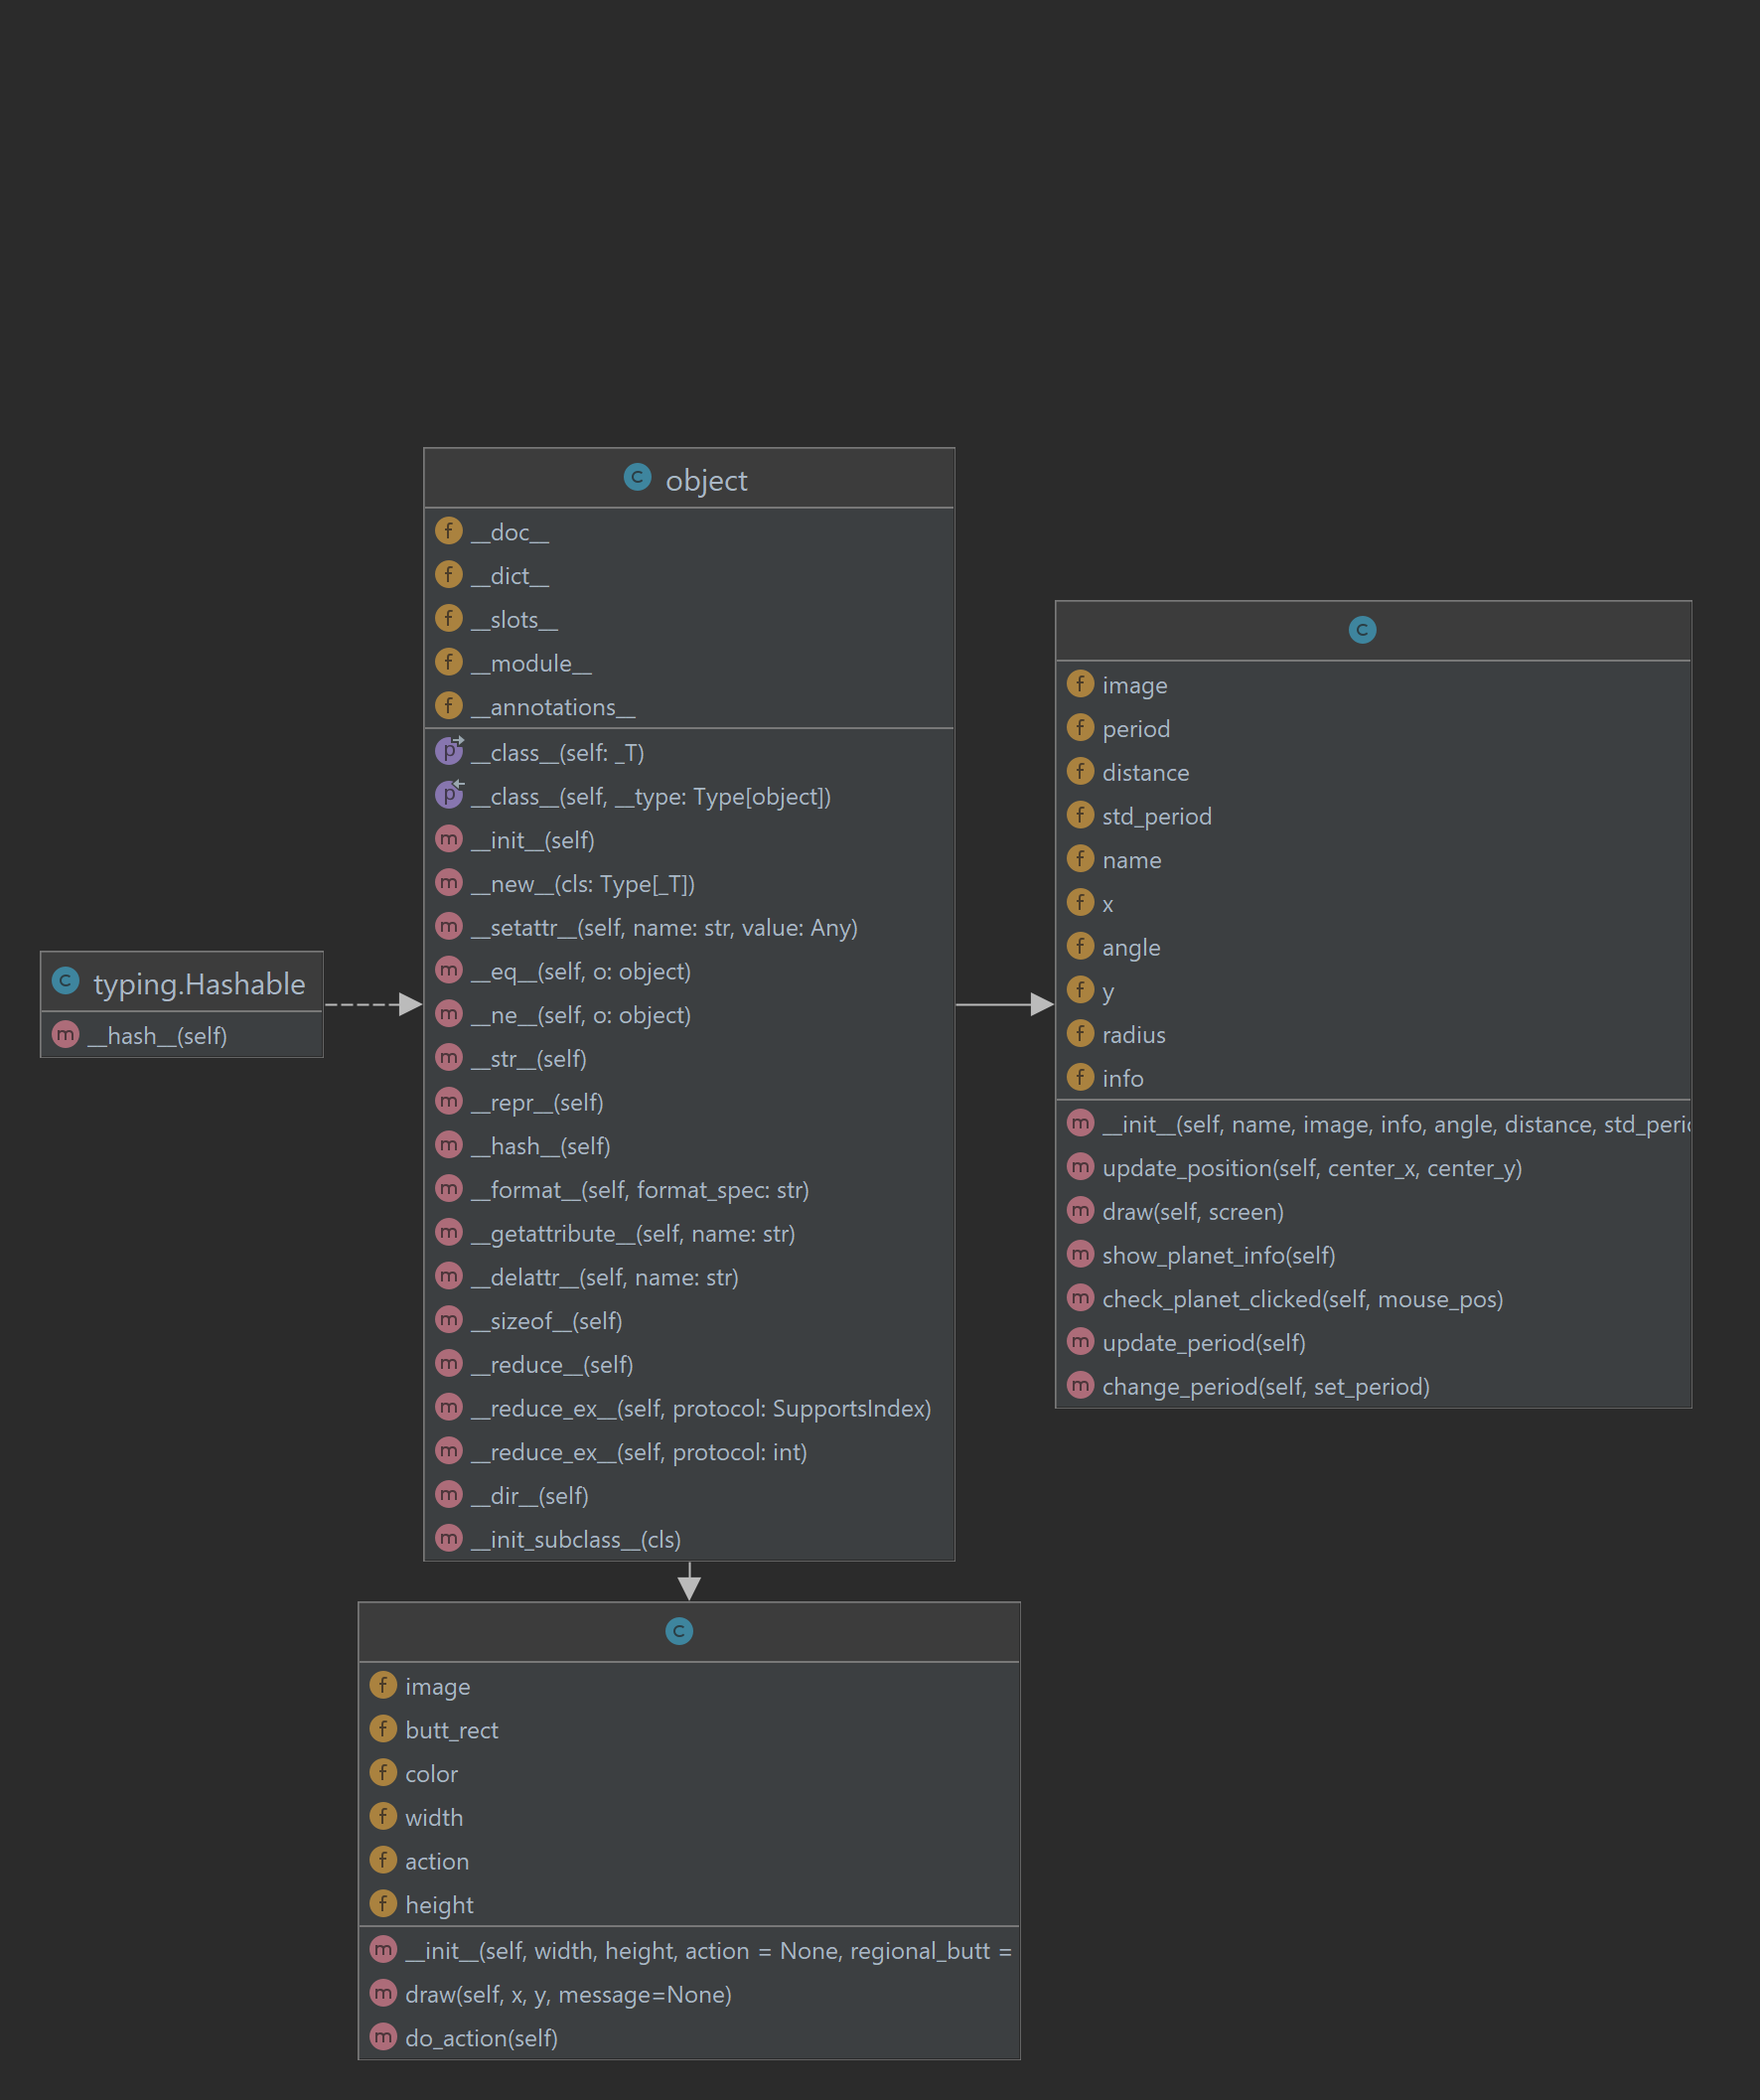 object
__doc__
__dict__
__slots__
__module__
__annotations__
__class__(self: _T)
__class__(self, __type: Type[object])
__init__(self)
__new__(cls: Type[_T])
__setattr__(self, name: str, value: Any)
__eq__(self, o: object)
__ne__(self, o: object)
__str__(self)
__repr__(self)
__hash__(self)
__format__(self, format_spec: str)
__getattribute__(self, name: str)
__delattr__(self, name: str)
__sizeof__(self)
__reduce__(self)
__reduce_ex__(self, protocol: SupportsIndex)
__reduce_ex__(self, protocol: int)
__dir__(self)
__init_subclass__(cls)
typing.Hashable
__hash__(self)
image
period
distance
std_period
name
x
angle
y
radius
info
__init__(self, name, image, info, angle, distance, std_peri
update_position(self, center_x, center_y)
draw(self, screen)
show_planet_info(self)
check_planet_clicked(self, mouse_pos)
update_period(self)
change_period(self, set_period)
image
butt_rect
color
width
action
height
__init__(self, width, height, action = None, regional_butt =
draw(self, x, y, message=None)
do_action(self)